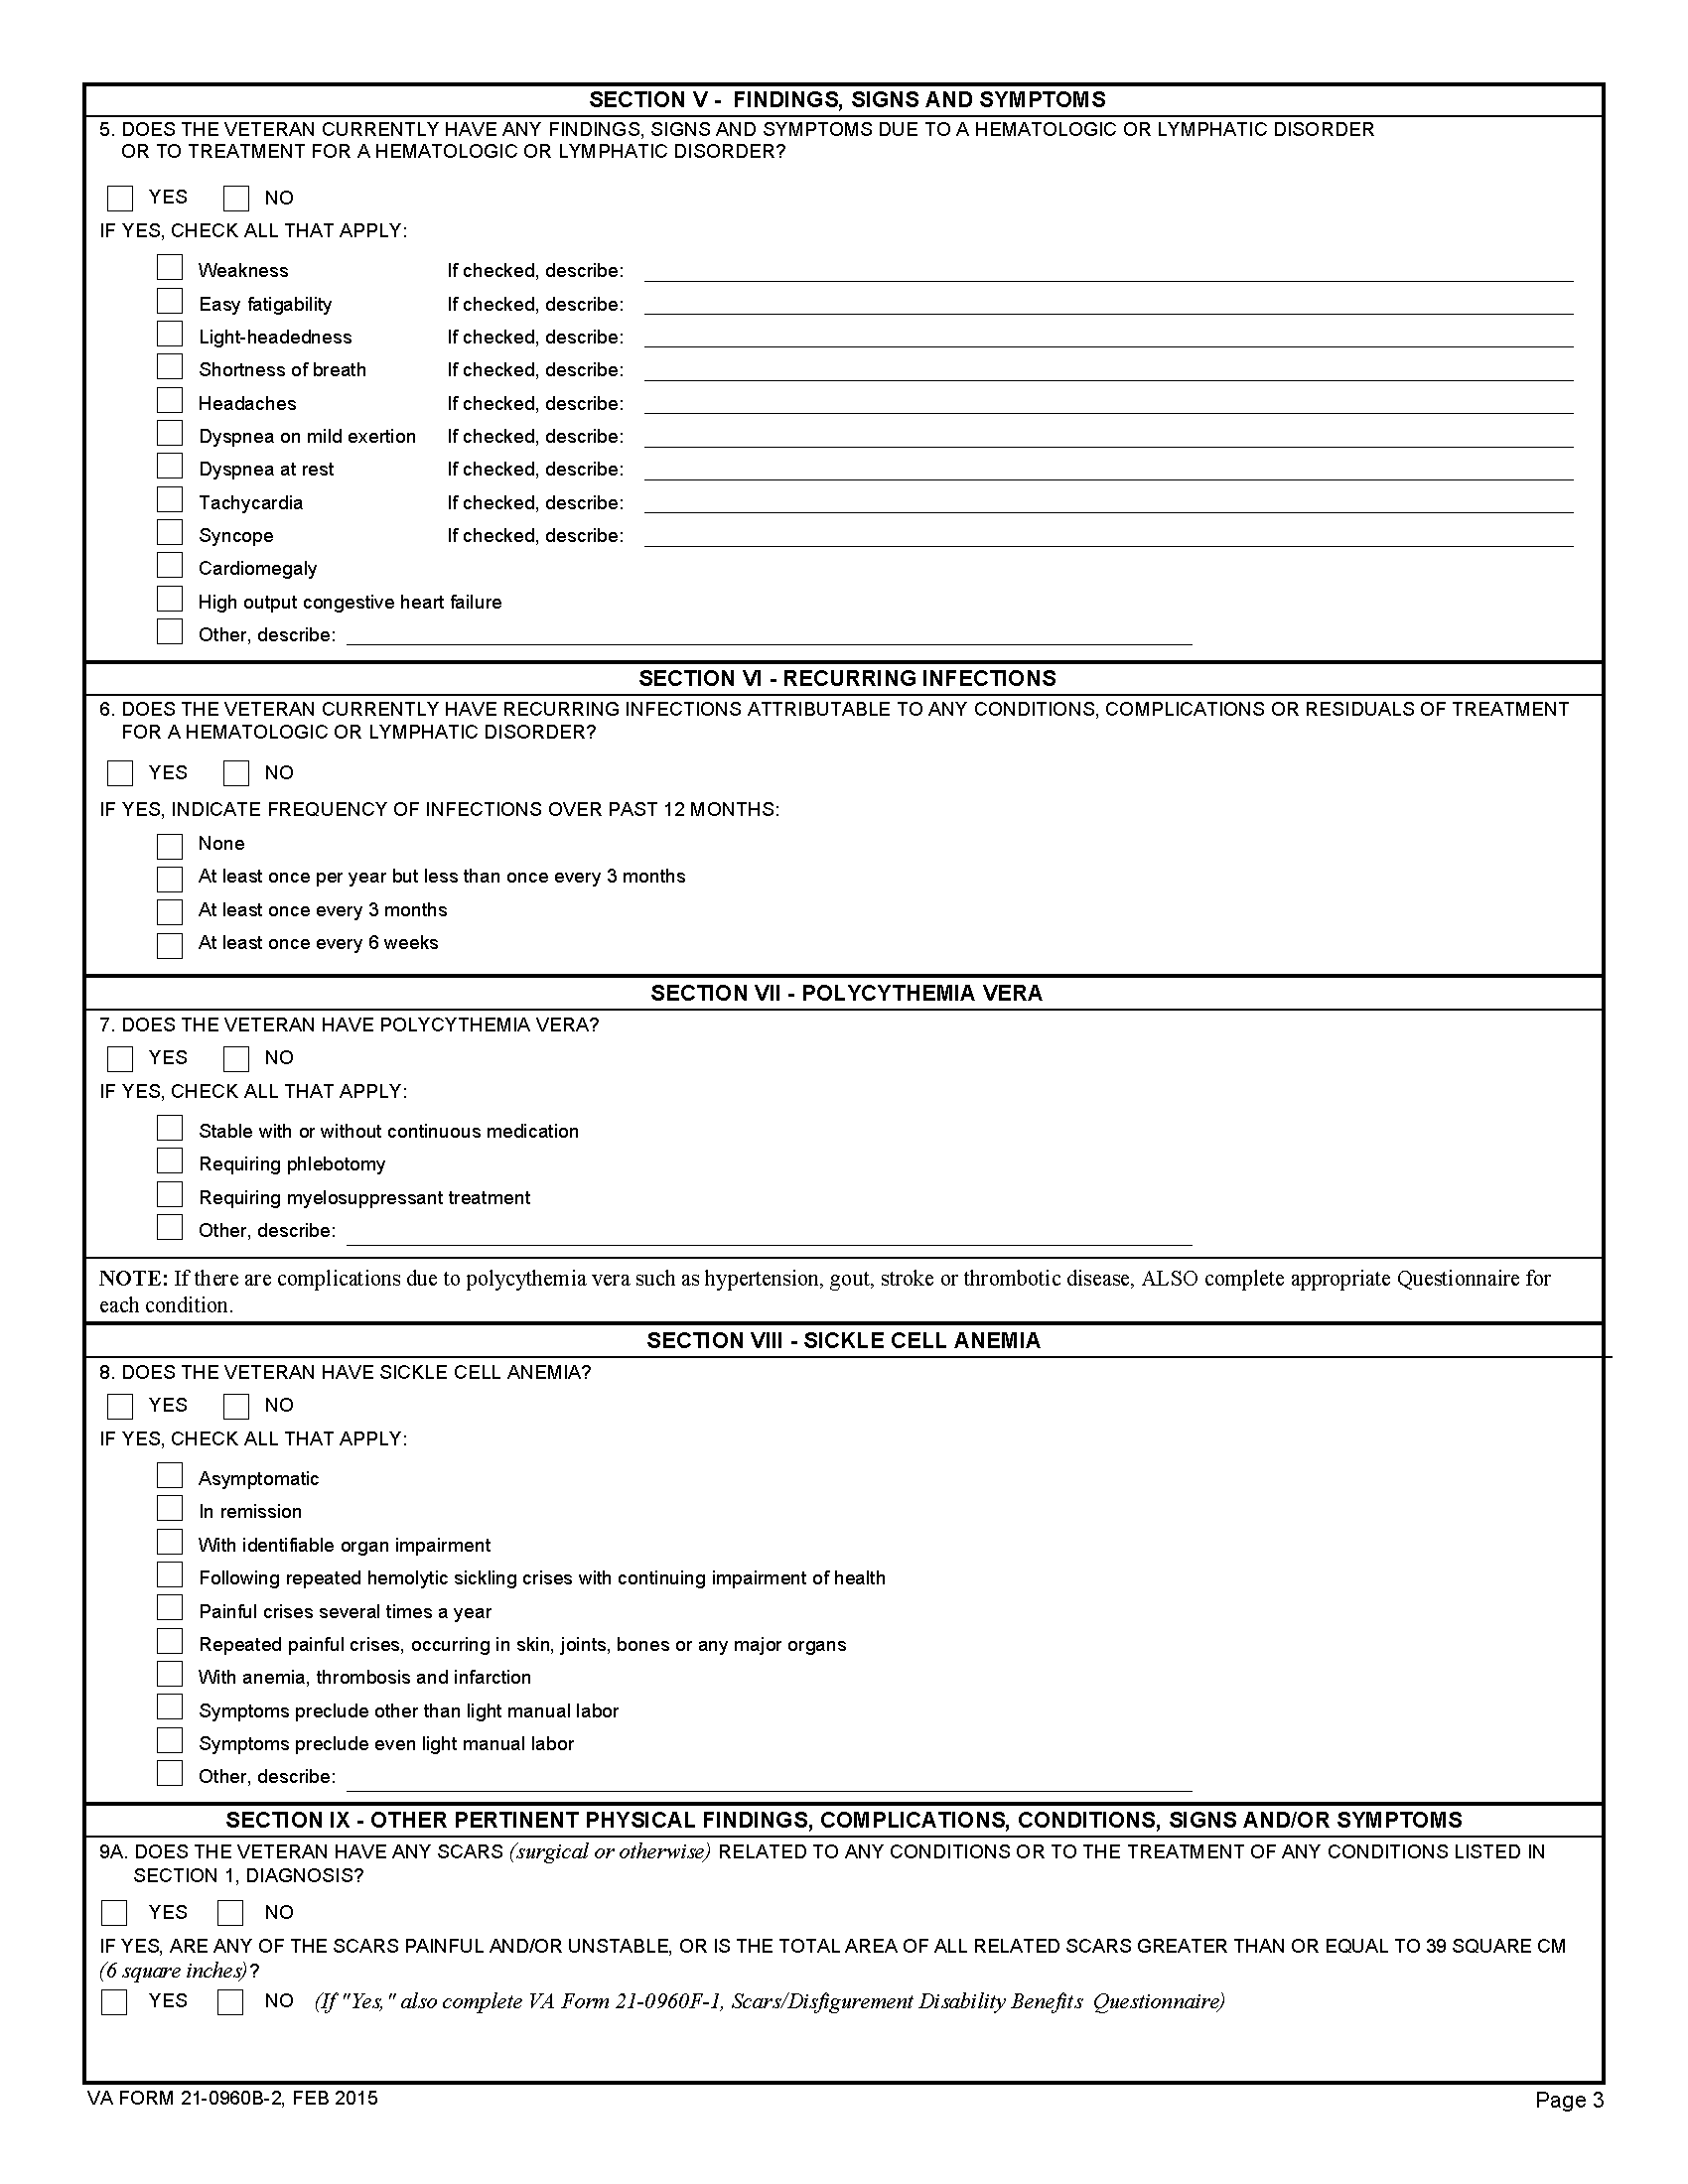 SECTION V - FINDINGS, SIGNS AND SYMPTOMS
5. DOES THE VETERAN CURRENTLY HAVE ANY FINDINGS, SIGNS AND SYMPTOMS DUE TO A HEMATOLOGIC OR LYMPHATIC DISORDER
OR TO TREATMENT FOR A HEMATOLOGIC OR LYMPHATIC DISORDER?
YES NO
IF YES, CHECK ALL THAT APPLY:
Weakness If checked, describe:
Easy fatigability If checked, describe:
Light-headedness If checked, describe:
Shortness of breath If checked, describe:
Headaches If checked, describe:
Dyspnea on mild exertion If checked, describe:
Dyspnea at rest If checked, describe:
Tachycardia If checked, describe:
Syncope If checked, describe:
Cardiomegaly
High output congestive heart failure
Other, describe:
SECTION VI - RECURRING INFECTIONS
6. DOES THE VETERAN CURRENTLY HAVE RECURRING INFECTIONS ATTRIBUTABLE TO ANY CONDITIONS, COMPLICATIONS OR RESIDUALS OF TREATMENT
FOR A HEMATOLOGIC OR LYMPHATIC DISORDER?
YES NO
IF YES, INDICATE FREQUENCY OF INFECTIONS OVER PAST 12 MONTHS:
None
At least once per year but less than once every 3 months
At least once every 3 months
At least once every 6 weeks
SECTION VII - POLYCYTHEMIA VERA
7. DOES THE VETERAN HAVE POLYCYTHEMIA VERA?
YES NO
IF YES, CHECK ALL THAT APPLY:
Stable with or without continuous medication
Requiring phlebotomy
Requiring myelosuppressant treatment
Other, describe:
NOTE: If there are complications due to polycythemia vera such as hypertension, gout, stroke or thrombotic disease, ALSO complete appropriate Questionnaire for
each condition.
SECTION VIII - SICKLE CELL ANEMIA
8. DOES THE VETERAN HAVE SICKLE CELL ANEMIA?
YES NO
IF YES, CHECK ALL THAT APPLY:
Asymptomatic
In remission
With identifiable organ impairment
Following repeated hemolytic sickling crises with continuing impairment of health
Painful crises several times a year
Repeated painful crises, occurring in skin, joints, bones or any major organs
With anemia, thrombosis and infarction
Symptoms preclude other than light manual labor
Symptoms preclude even light manual labor
Other, describe:
SECTION IX - OTHER PERTINENT PHYSICAL FINDINGS, COMPLICATIONS, CONDITIONS, SIGNS AND/OR SYMPTOMS
9A. DOES THE VETERAN HAVE ANY SCARS (surgical or otherwise) RELATED TO ANY CONDITIONS OR TO THE TREATMENT OF ANY CONDITIONS LISTED IN
SECTION 1, DIAGNOSIS?
YES NO
IF YES, ARE ANY OF THE SCARS PAINFUL AND/OR UNSTABLE, OR IS THE TOTAL AREA OF ALL RELATED SCARS GREATER THAN OR EQUAL TO 39 SQUARE CM
(6 square inches)?
YES NO (If "Yes," also complete VA Form 21-0960F-1, Scars/Disfigurement Disability Benefits Questionnaire)
VA FORM 21-0960B-2, FEB 2015 Page 3